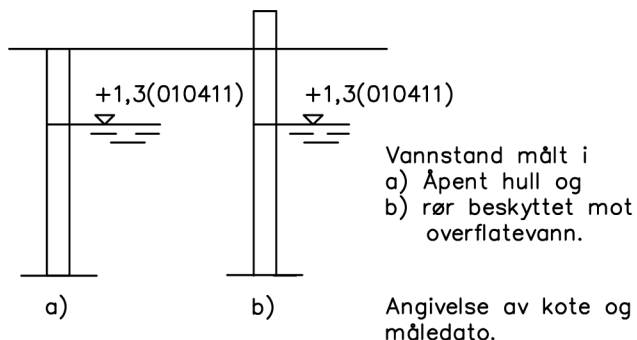 +1,3(010411)
+1,3(010411)
Vannstand målt i
a) Åpent hull og
b) rør beskyttet mot
overflatevann.
a)
b)
Angivelse av kote og
måledato.